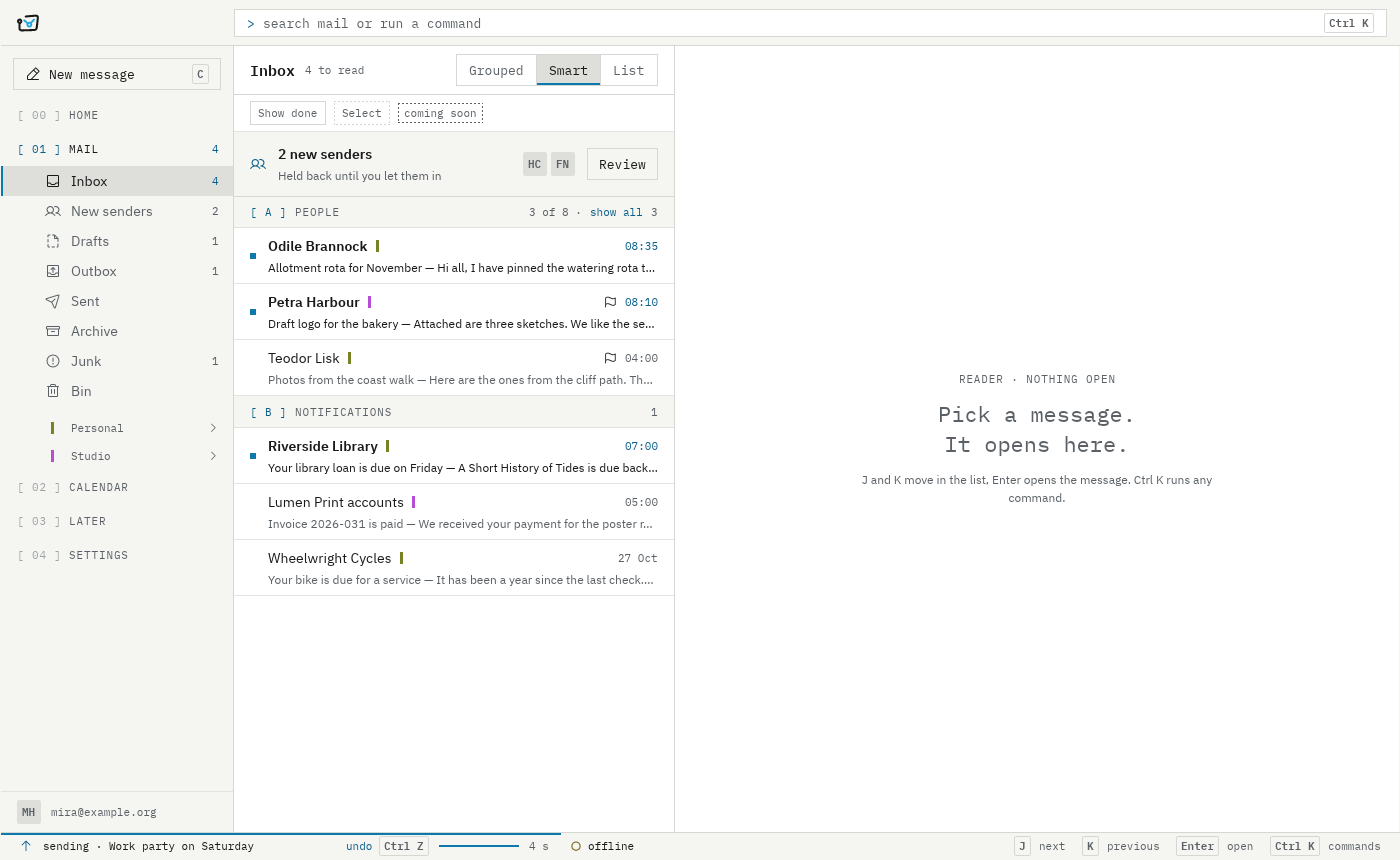 > search mail or run a command Ctrl K
New message C
[ 00 ] HOME
[ 01 ] MAIL 4
Inbox 4
New senders 2
Drafts 1
Outbox 1
Sent
Archive
Junk 1
Bin
Personal
Studio
[ 02 ] CALENDAR
[ 03 ] LATER
[ 04 ] SETTINGS
MH mira@example.org
Inbox 4 to read Grouped Smart List
Show done Select coming soon
2 new senders
Held back until you let them in
HC FN Review
[ A ] PEOPLE 3 of 8 · show all 3
Odile Brannock 08:35
Allotment rota for November — Hi all, I have pinned the watering rota t…
Petra Harbour 08:10
Draft logo for the bakery — Attached are three sketches. We like the se…
Teodor Lisk 04:00
Photos from the coast walk — Here are the ones from the cliff path. Th…
[ B ] NOTIFICATIONS 1
Riverside Library 07:00
Your library loan is due on Friday — A Short History of Tides is due back…
Lumen Print accounts 05:00
Invoice 2026-031 is paid — We received your payment for the poster r…
Wheelwright Cycles 27 Oct
Your bike is due for a service — It has been a year since the last check.…
READER · NOTHING OPEN
Pick a message.
It opens here.
J and K move in the list, Enter opens the message. Ctrl K runs any
command.
sending · Work party on Saturday undo Ctrl Z 4 s offline
J next K previous Enter open Ctrl K commands